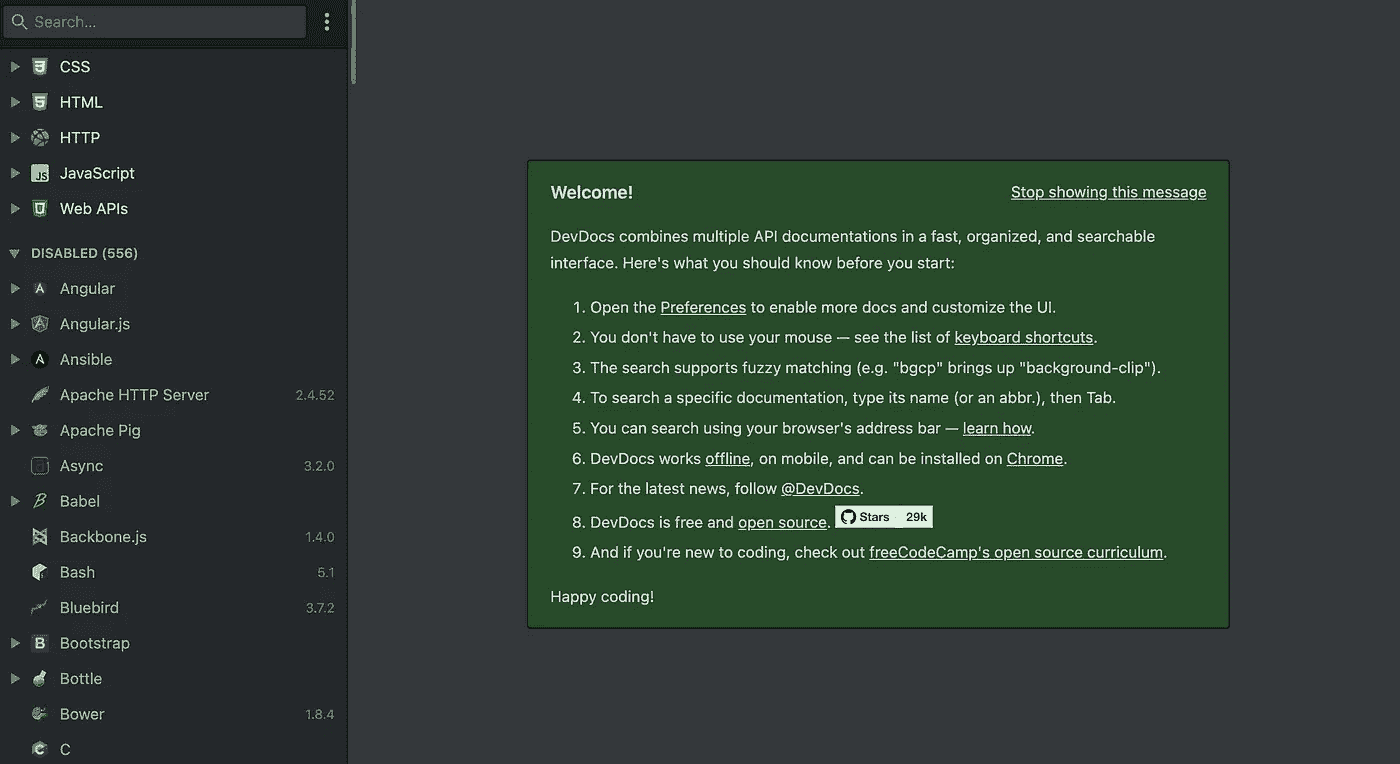 Search...
CSS
HTML
HTTP
JavaScript
Web APIs
DISABLED (556)
Angular
Angular.js
Ansible
Apache HTTP Server 2.4.52
Apache Pig
Async 3.2.0
Babel
Backbone.js 1.4.0
Bash 5.1
Bluebird 3.7.2
Bootstrap
Bottle
Bower 1.8.4
C
Welcome! Stop showing this message
DevDocs combines multiple API documentations in a fast, organized, and searchable
interface. Here's what you should know before you start:
1. Open the Preferences to enable more docs and customize the UI.
2. You don't have to use your mouse — see the list of keyboard shortcuts.
3. The search supports fuzzy matching (e.g. "bgcp" brings up "background-clip").
4. To search a specific documentation, type its name (or an abbr.), then Tab.
5. You can search using your browser's address bar — learn how.
6. DevDocs works offline, on mobile, and can be installed on Chrome.
7. For the latest news, follow @DevDocs.
8. DevDocs is free and open source. Stars 29k
9. And if you're new to coding, check out freeCodeCamp's open source curriculum.
Happy coding!